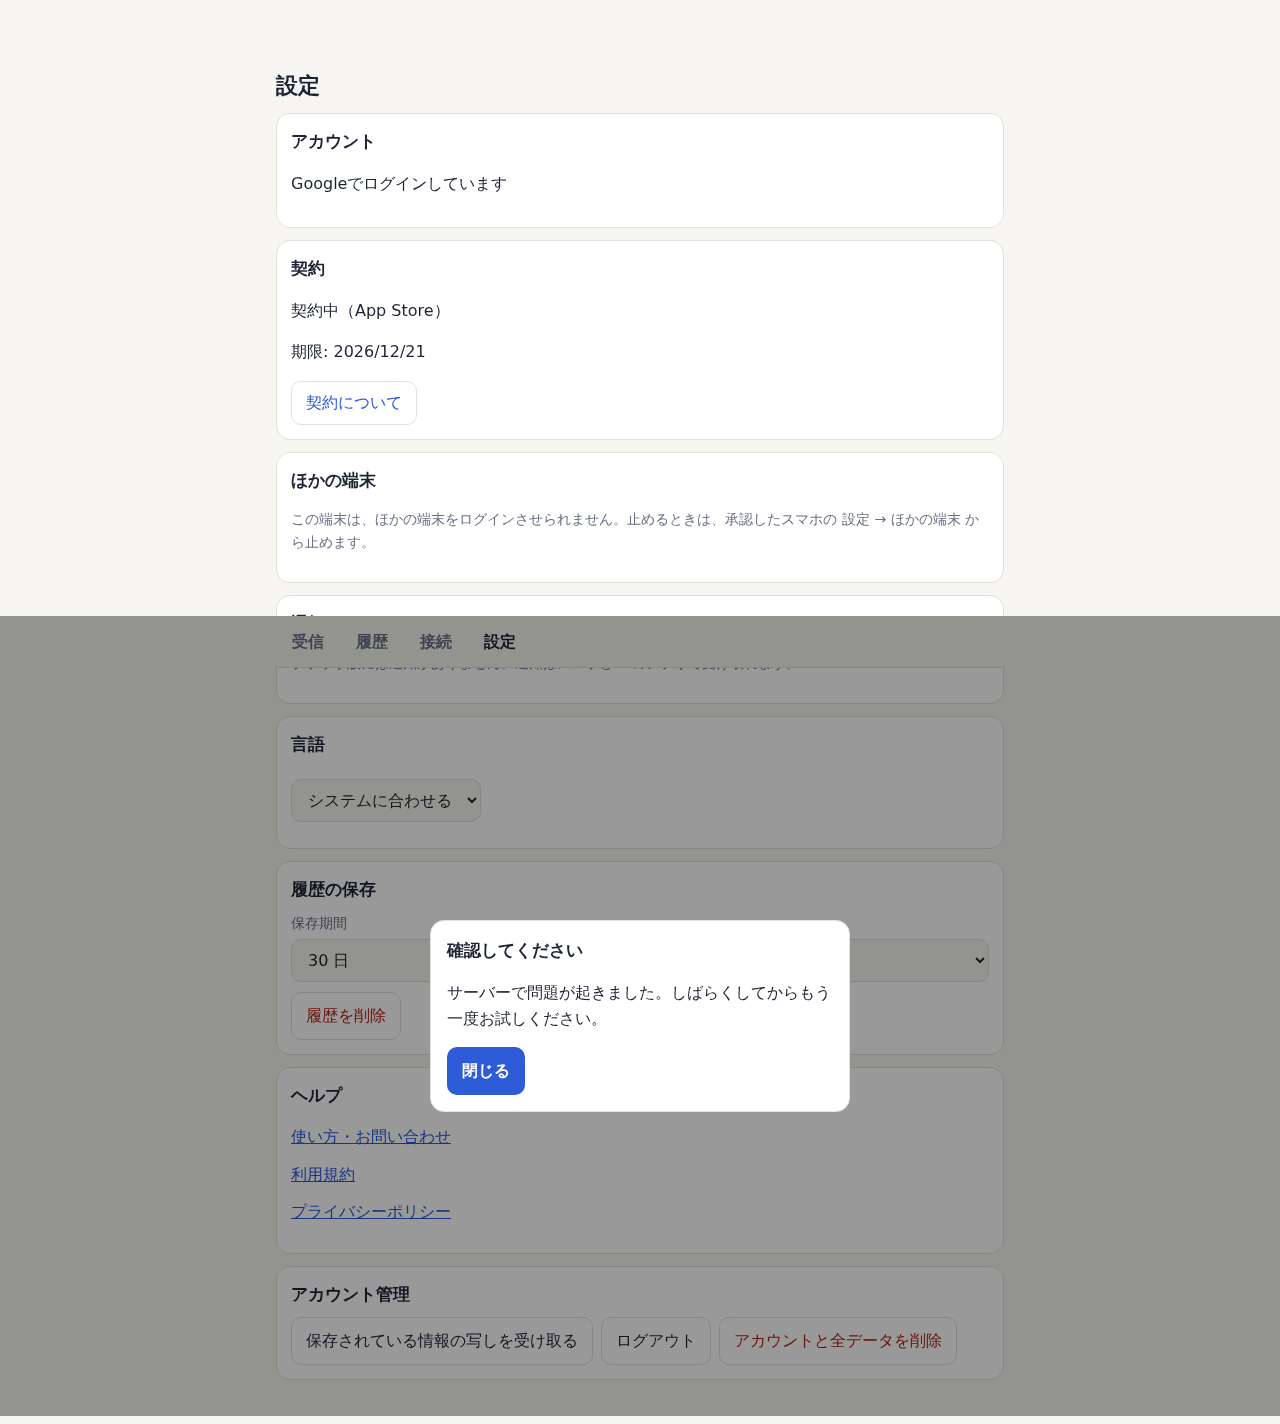 設定
アカウント
Googleでログインしています
契約
契約中（App Store）
期限: 2026/12/21
契約について
ほかの端末
この端末は、ほかの端末をログインさせられません。止めるときは、承認したスマホの 設定 → ほかの端末 か
ら止めます。
受信 履歴 接続 設定
言語
システムに合わせる
履歴の保存
保存期間
30 日
履歴を削除
確認してください
サーバーで問題が起きました。しばらくしてからもう
一度お試しください。
閉じる
ヘルプ
使い方・お問い合わせ
利用規約
プライバシーポリシー
アカウント管理
保存されている情報の写しを受け取る ログアウト アカウントと全データを削除